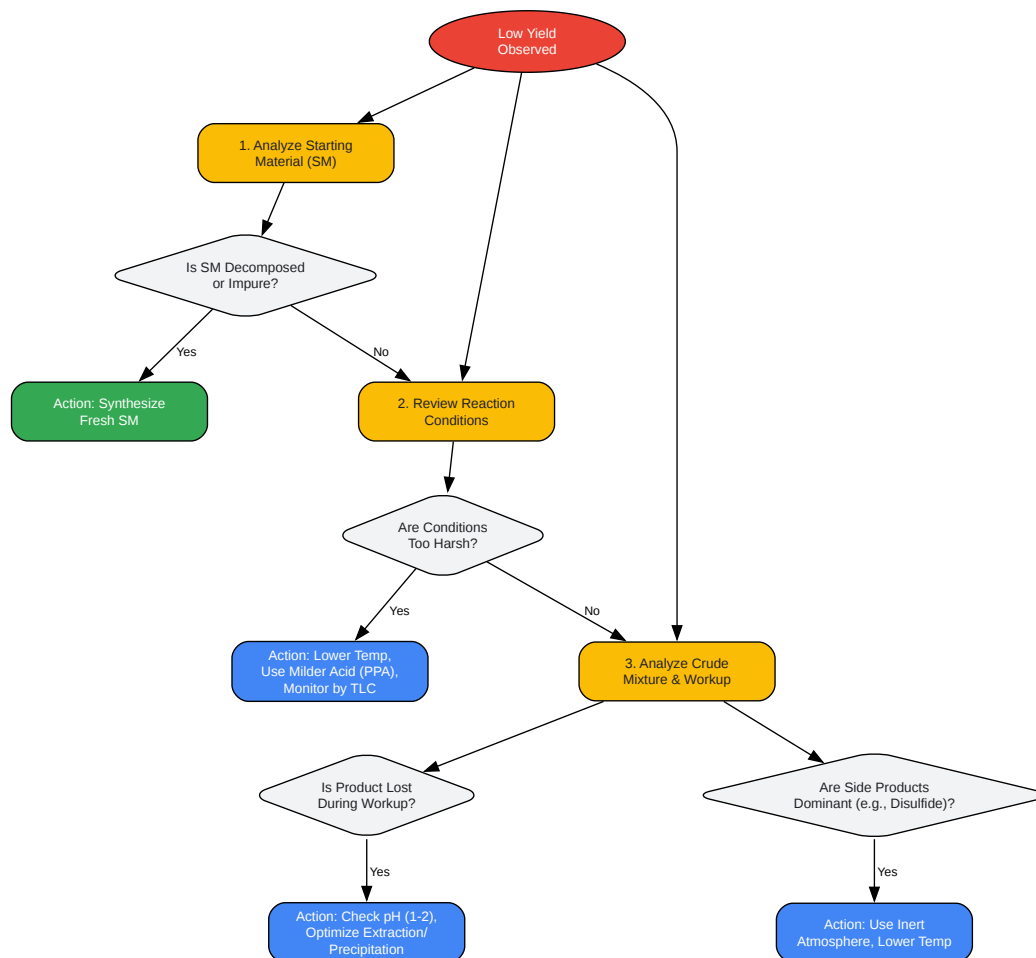 Low Yield
Observed
1. Analyze Starting
Material (SM)
Is SM Decomposed
or Impure?
Yes
No
Action: Synthesize
Fresh SM
2. Review Reaction
Conditions
Are Conditions
Too Harsh?
Yes
No
Action: Lower Temp,
Use Milder Acid (PPA),
Monitor by TLC
3. Analyze Crude
Mixture & Workup
Is Product Lost
During Workup?
Are Side Products
Dominant (e.g., Disulfide)?
Yes
Yes
Action: Check pH (1-2),
Optimize Extraction/
Precipitation
Action: Use Inert
Atmosphere, Lower Temp